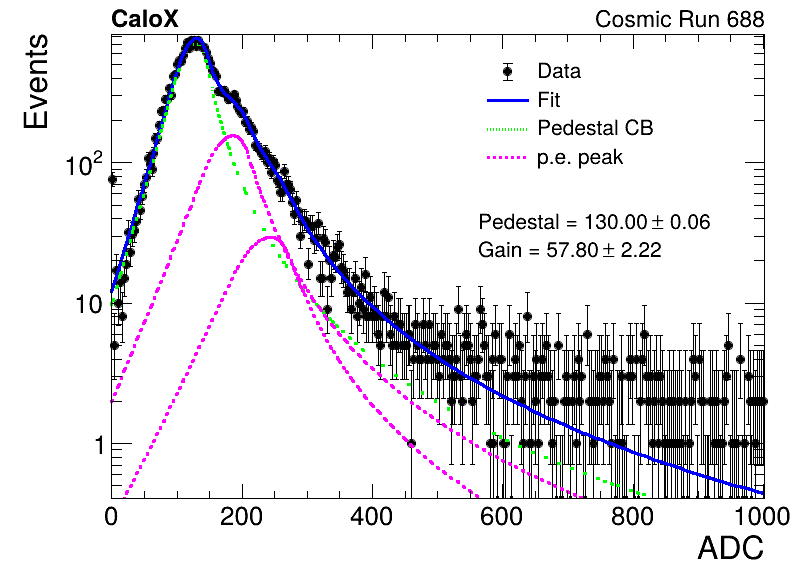 CaloX Cosmic Run 688
Events
Data
Fit
Pedestal CB
p.e. peak
Pedestal = 130.00 ± 0.06
Gain = 57.80 ± 2.22
10²
10
1
0 200 400 600 800 1000
ADC